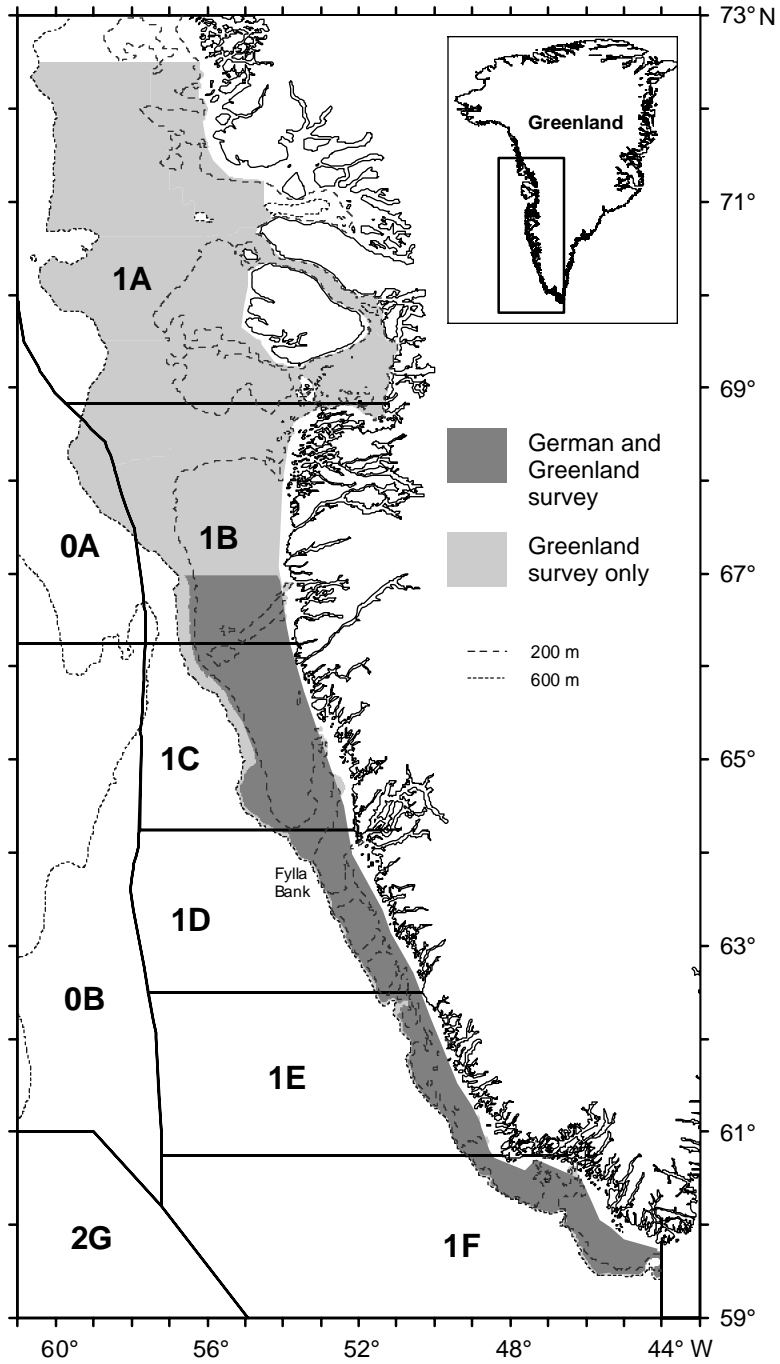 73° N
Greenland
71°
1A
69°
German and
Greenland
survey
Greenland
survey only
0A
1B
67°
200 m
600 m
1C
65°
Fylla
Bank
1D
63°
0B
1E
61°
2G
1F
59°
60°
56°
52°
48°
44° W